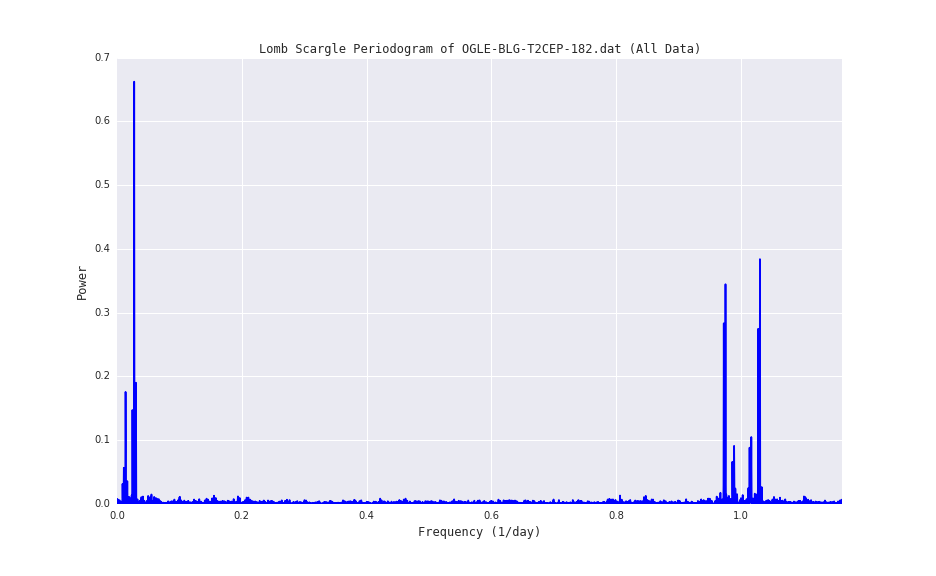 Lomb Scargle Periodogram of OGLE-BLG-T2CEP-182.dat (All Data)
0.7
0.6
0.5
0.4
0.3
0.2
0.1
0.0
Power
0.0 0.2 0.4 0.6 0.8 1.0
Frequency (1/day)